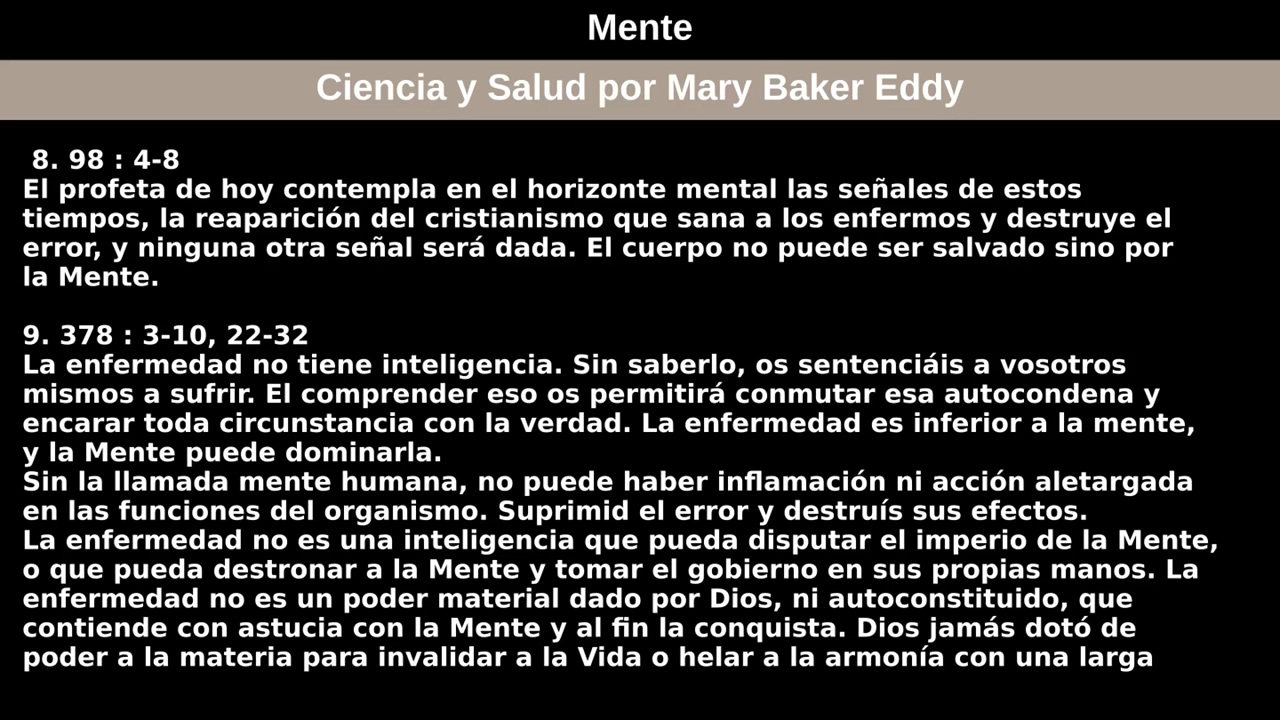 Mente
Ciencia y Salud por Mary Baker Eddy
8. 98 : 4-8
El profeta de hoy contempla en el horizonte mental las señales de estos
tiempos, la reaparición del cristianismo que sana a los enfermos y destruye el
error, y ninguna otra señal será dada. El cuerpo no puede ser salvado sino por
la Mente.
9. 378 : 3-10, 22-32
La enfermedad no tiene inteligencia. Sin saberlo, os sentenciáis a vosotros
mismos a sufrir. El comprender eso os permitirá conmutar esa autocondena y
encarar toda circunstancia con la verdad. La enfermedad es inferior a la mente,
y la Mente puede dominarla.
Sin la llamada mente humana, no puede haber inflamación ni acción aletargada
en las funciones del organismo. Suprimid el error y destruís sus efectos.
La enfermedad no es una inteligencia que pueda disputar el imperio de la Mente,
o que pueda destronar a la Mente y tomar el gobierno en sus propias manos. La
enfermedad no es un poder material dado por Dios, ni autoconstituido, que
contiende con astucia con la Mente y al fin la conquista. Dios jamás dotó de
poder a la materia para invalidar a la Vida o helar a la armonía con una larga